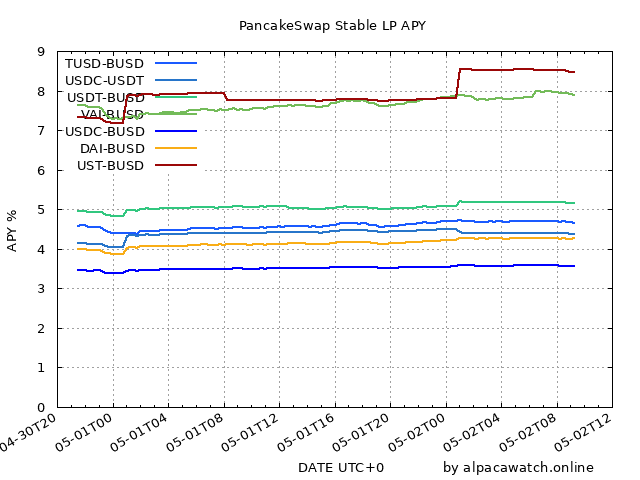 PancakeSwap Stable LP APY
9
8
7
6
5
4
3
2
1
0
APY %
TUSD-BUSD
USDC-USDT
USDT-BUSD
VAI-BUSD
USDC-BUSD
DAI-BUSD
UST-BUSD
04-30T20
05-01T00
05-01T04
05-01T08
05-01T12
05-01T16
05-01T20
05-02T00
05-02T04
05-02T08
05-02T12
DATE UTC+0
by alpacawatch.online